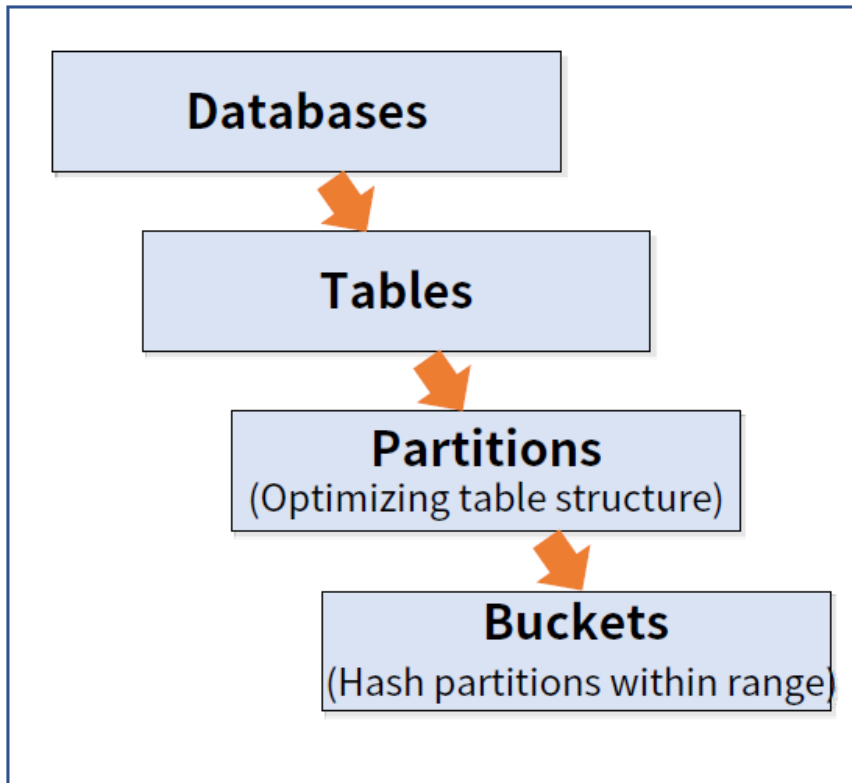 Databases
Tables
Partitions
(Optimizing table structure)
Buckets
(Hash partitions within range)